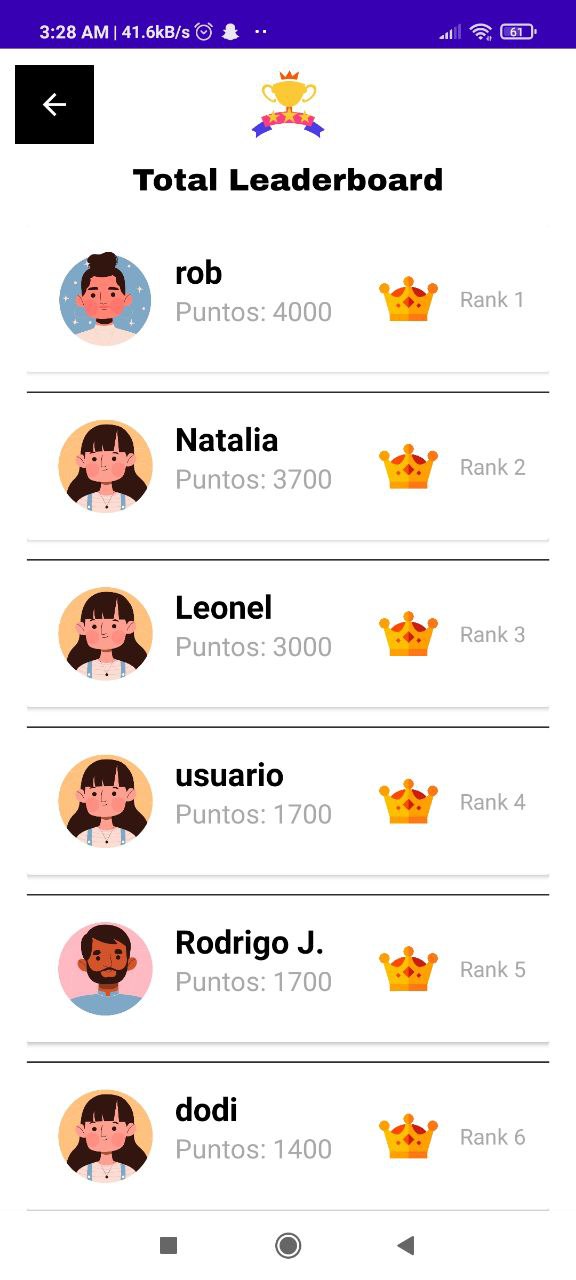 3:28 AM | 41.6kB/s
61
Total Leaderboard
rob
Puntos: 4000
Rank 1
Natalia
Puntos: 3700
Rank 2
Leonel
Puntos: 3000
Rank 3
usuario
Puntos: 1700
Rank 4
Rodrigo J.
Puntos: 1700
Rank 5
dodi
Puntos: 1400
Rank 6